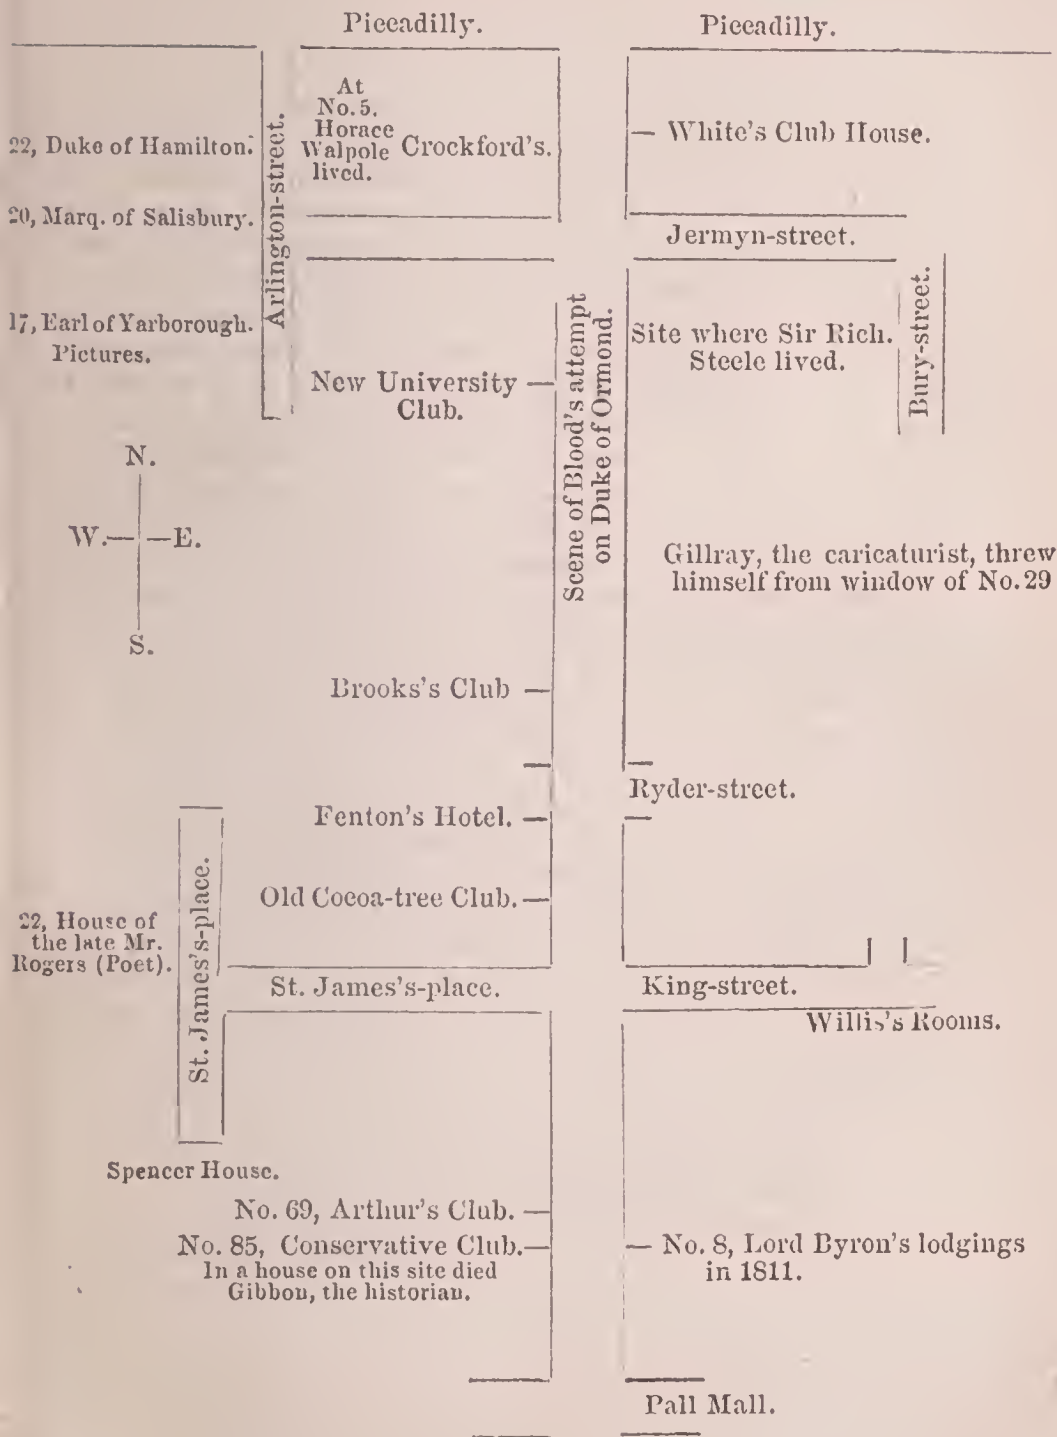 Piccadilly.
Piccadilly.
At
No. 5.
Horace
Walpole
lived.
Crockford's.
22, Duke of Hamilton.
20, Marq. of Salisbury.
17, Earl of Yarborough.
Pictures.
Arlington-street.
White's Club House.
Jermyn-street.
New University
Club.
Scene of Blood's attempt
on Duke of Ormond.
Site where Sir Rich.
Steele lived.
Bury-street.
N.
W.
E.
S.
Gillray, the caricaturist, threw
himself from window of No. 29
Brooks's Club
Ryder-street.
Fenton's Hotel.
Old Cocoa-tree Club.
22, House of
the late Mr.
Rogers (Poet).
St. James's-place.
St. James's-place.
King-street.
Willis's Rooms.
Spencer House.
No. 69, Arthur's Club.
No. 85, Conservative Club.
In a house on this site died
Gibbon, the historian.
No. 8, Lord Byron's lodgings
in 1811.
Pall Mall.